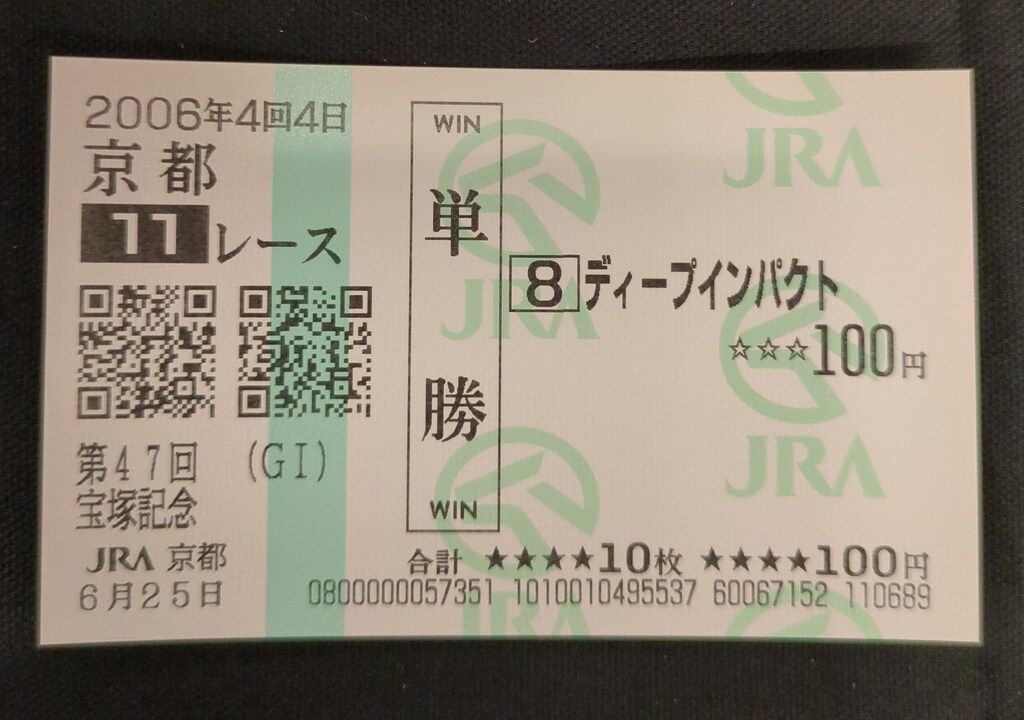 2006年4回4日
京都
11レース
第47回 (GI)
宝塚記念
JRA 京都
6月25日
WIN
単勝
WIN
8 ディープインパクト
☆☆☆100円
合計 ★★★★10枚 ★★★★100円
0800000057351 1010010495537 60067152 110689
JRA
JRA
JRA
JRA